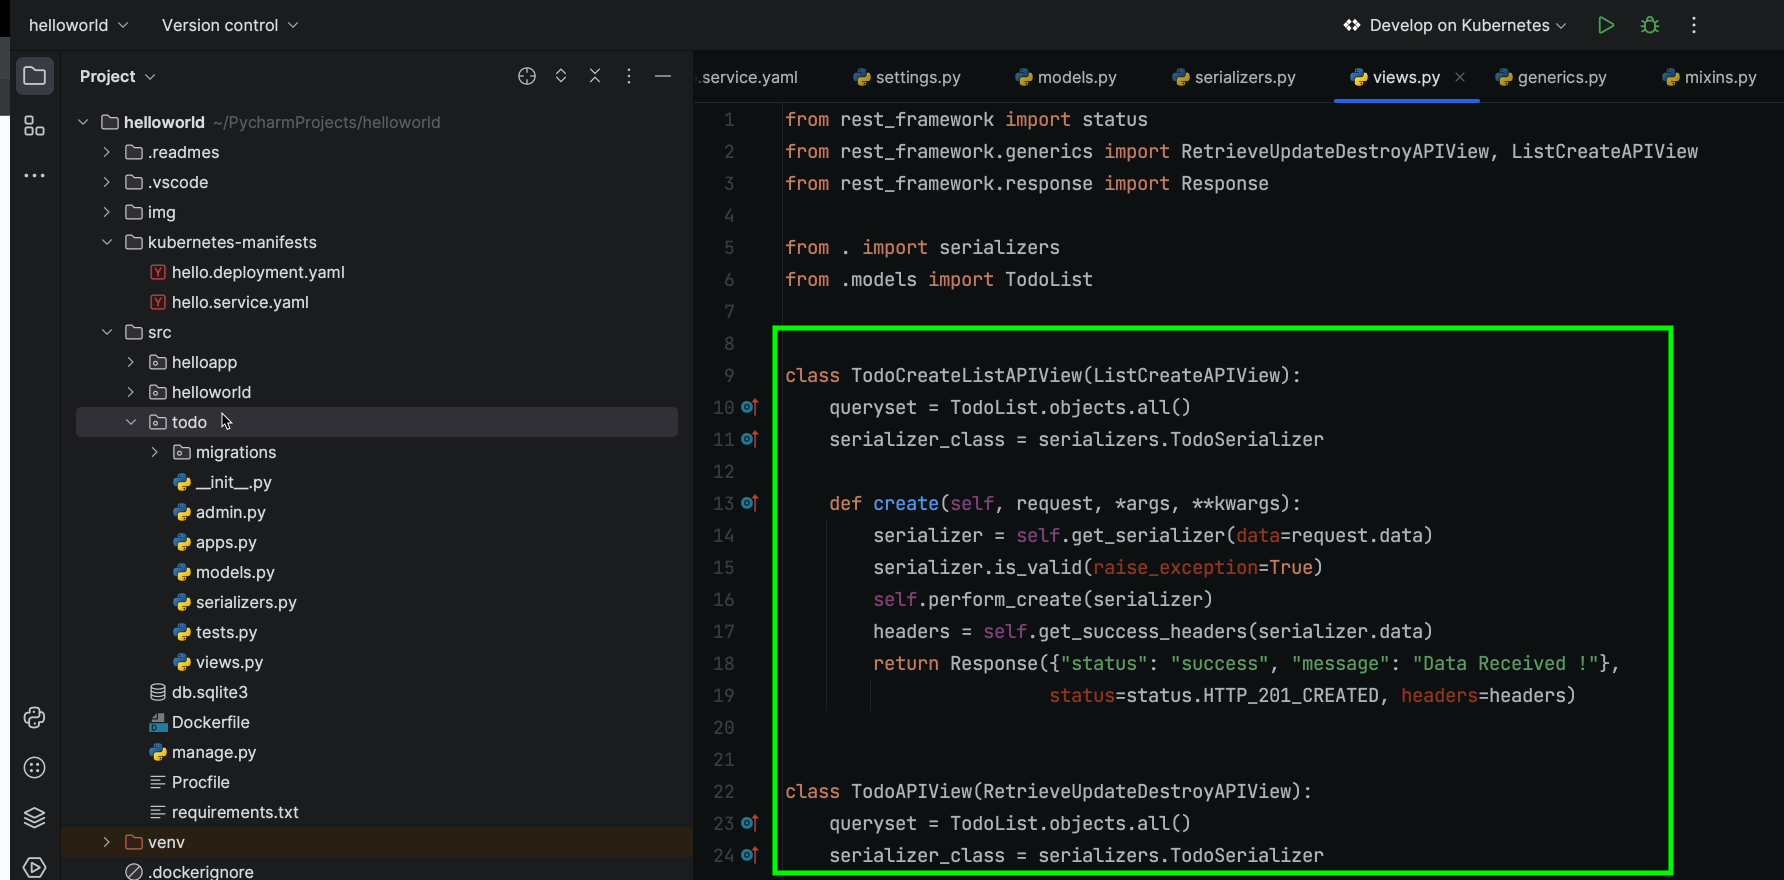 helloworld
Version control
Develop on Kubernetes
Project
helloworld ~/PycharmProjects/helloworld
.readmes
.vscode
img
kubernetes-manifests
hello.deployment.yaml
hello.service.yaml
src
helloapp
helloworld
todo
migrations
__init__.py
admin.py
apps.py
models.py
serializers.py
tests.py
views.py
db.sqlite3
Dockerfile
manage.py
Procfile
requirements.txt
venv
.dockerignore
.service.yaml
settings.py
models.py
serializers.py
views.py
generics.py
mixins.py
1 from rest_framework import status
2 from rest_framework.generics import RetrieveUpdateDestroyAPIView, ListCreateAPIView
3 from rest_framework.response import Response
4
5 from . import serializers
6 from .models import TodoList
7
8
9 class TodoCreateListAPIView(ListCreateAPIView):
10 queryset = TodoList.objects.all()
11 serializer_class = serializers.TodoSerializer
12
13 def create(self, request, *args, **kwargs):
14 serializer = self.get_serializer(data=request.data)
15 serializer.is_valid(raise_exception=True)
16 self.perform_create(serializer)
17 headers = self.get_success_headers(serializer.data)
18 return Response({"status": "success", "message": "Data Received !"},
19 status=status.HTTP_201_CREATED, headers=headers)
20
21
22 class TodoAPIView(RetrieveUpdateDestroyAPIView):
23 queryset = TodoList.objects.all()
24 serializer_class = serializers.TodoSerializer